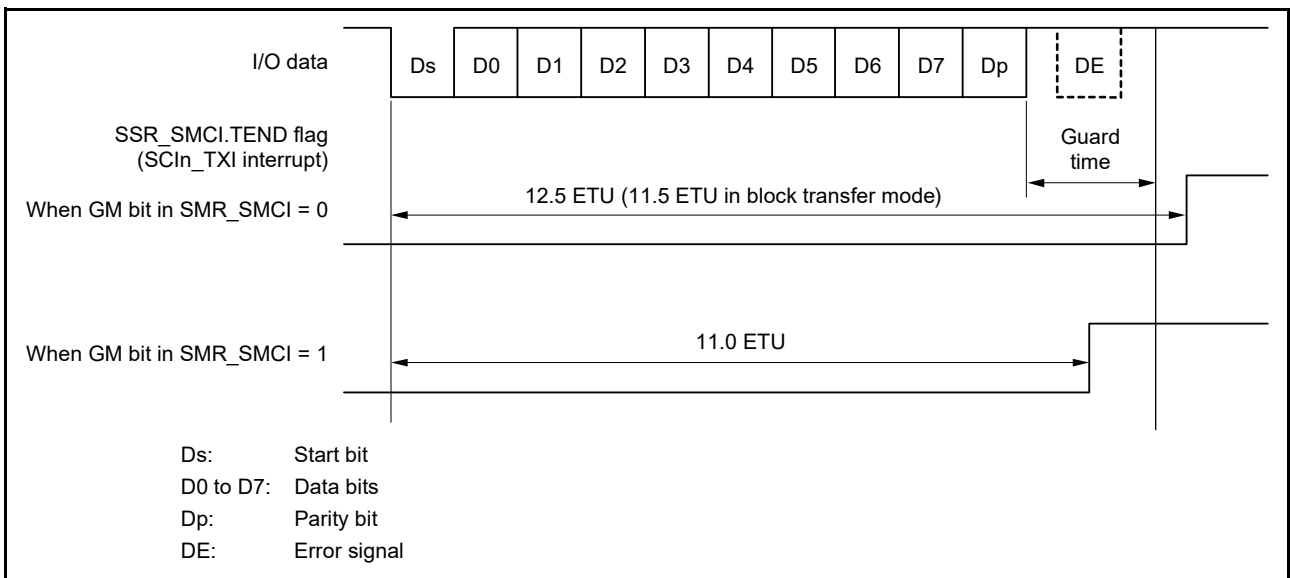 I/O data
Ds D0 D1 D2 D3 D4 D5 D6 D7 Dp DE
SSR_SMCI.TEND flag
(SCIn_TXI interrupt)
Guard
time
When GM bit in SMR_SMCI = 0
12.5 ETU (11.5 ETU in block transfer mode)
When GM bit in SMR_SMCI = 1
11.0 ETU
Ds: Start bit
D0 to D7: Data bits
Dp: Parity bit
DE: Error signal